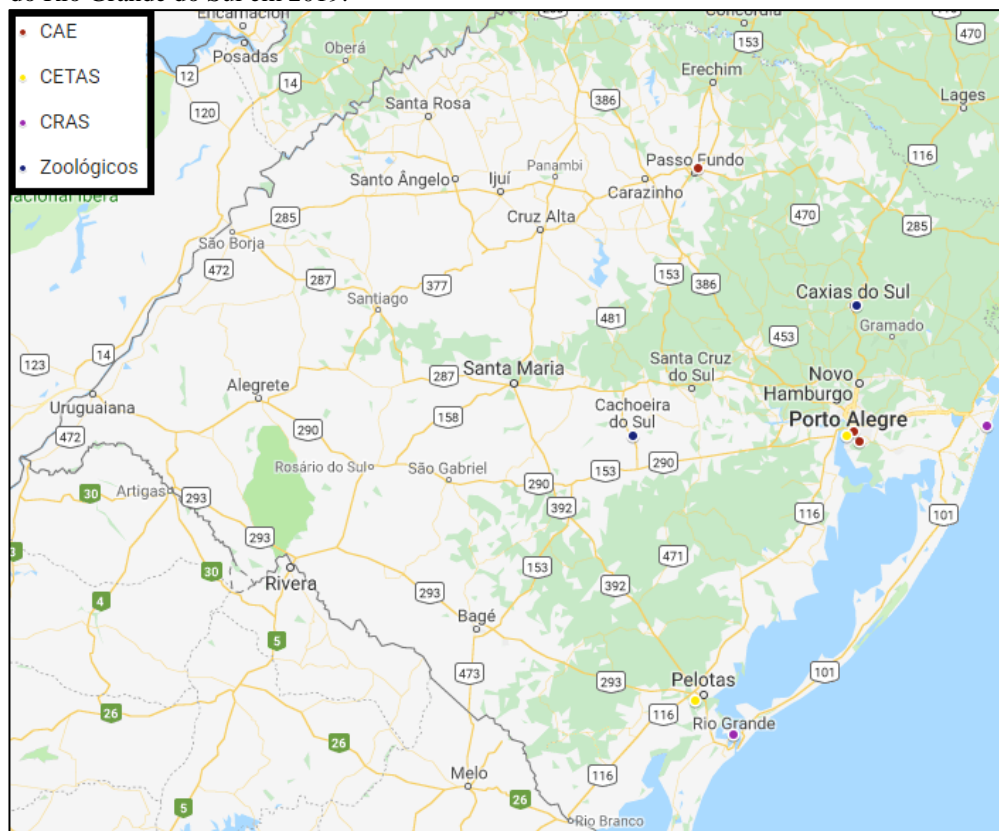 do Rio Grande do Sul em 2019.
CAE
CETAS
CRAS
Zoológicos
Encarnación
Posadas
Oberá
12
14
120
Concórdia
153
470
Erechim
Lages
386
116
Santa Rosa
Passo Fundo
Panambi
Santo Ângelo
Ijuí
Carazinho
Cruz Alta
470
285
285
São Borja
472
287
377
153
386
Santiago
481
Caxias do Sul
Gramado
453
123
14
287
Santa Maria
Santa Cruz
do Sul
Novo
Hamburgo
Alegrete
Uruguaiana
158
Cachoeira
do Sul
Porto Alegre
472
290
Rosário do Sul
São Gabriel
153
290
290
30
Artigas
293
392
116
101
293
471
30
Rivera
153
392
293
4
5
Bagé
473
293
Pelotas
101
26
116
Rio Grande
26
Melo
116
5
26
Rio Branco